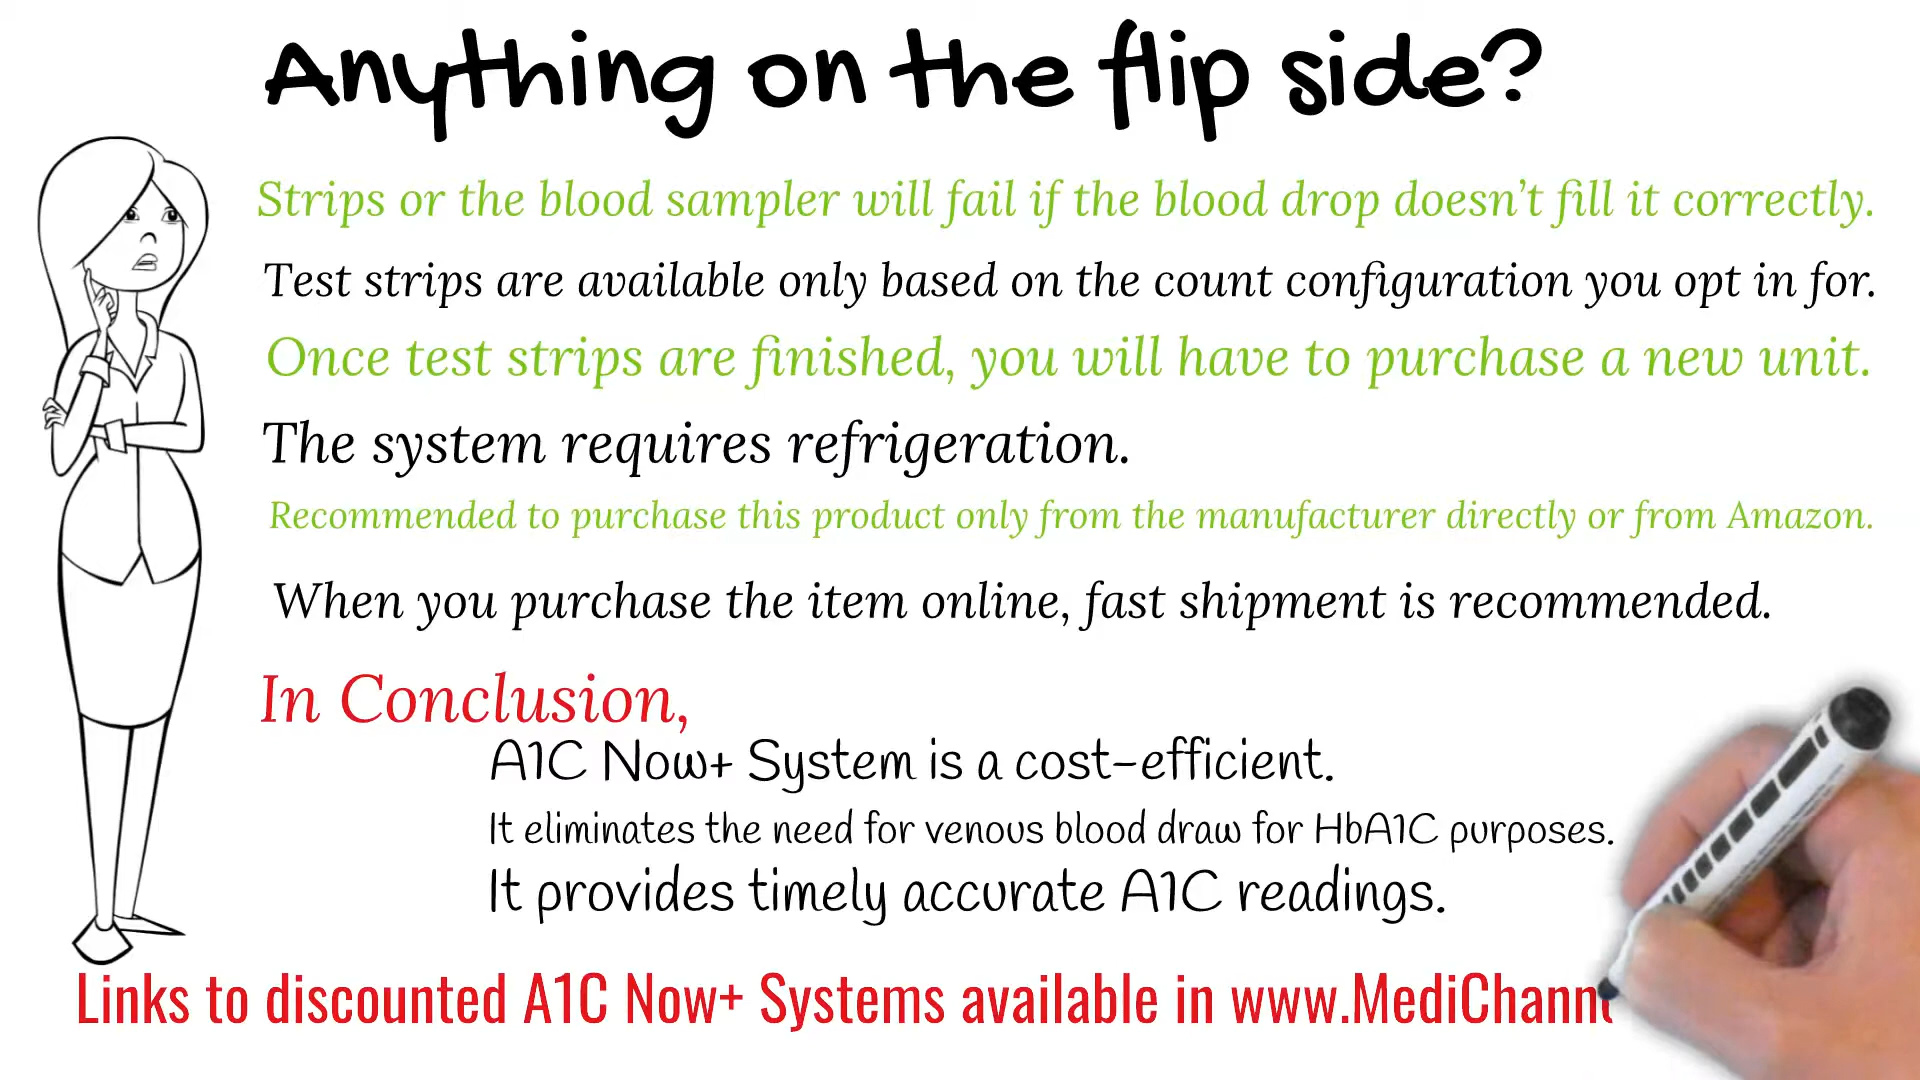 Anything on the flip side?
Strips or the blood sampler will fail if the blood drop doesn't fill it correctly.
Test strips are available only based on the count configuration you opt in for.
Once test strips are finished, you will have to purchase a new unit.
The system requires refrigeration.
Recommended to purchase this product only from the manufacturer directly or from Amazon.
When you purchase the item online, fast shipment is recommended.
In Conclusion,
A1C Now+ System is a cost-efficient.
It eliminates the need for venous blood draw for HbA1C purposes.
It provides timely accurate A1C readings.
Links to discounted A1C Now+ Systems available in